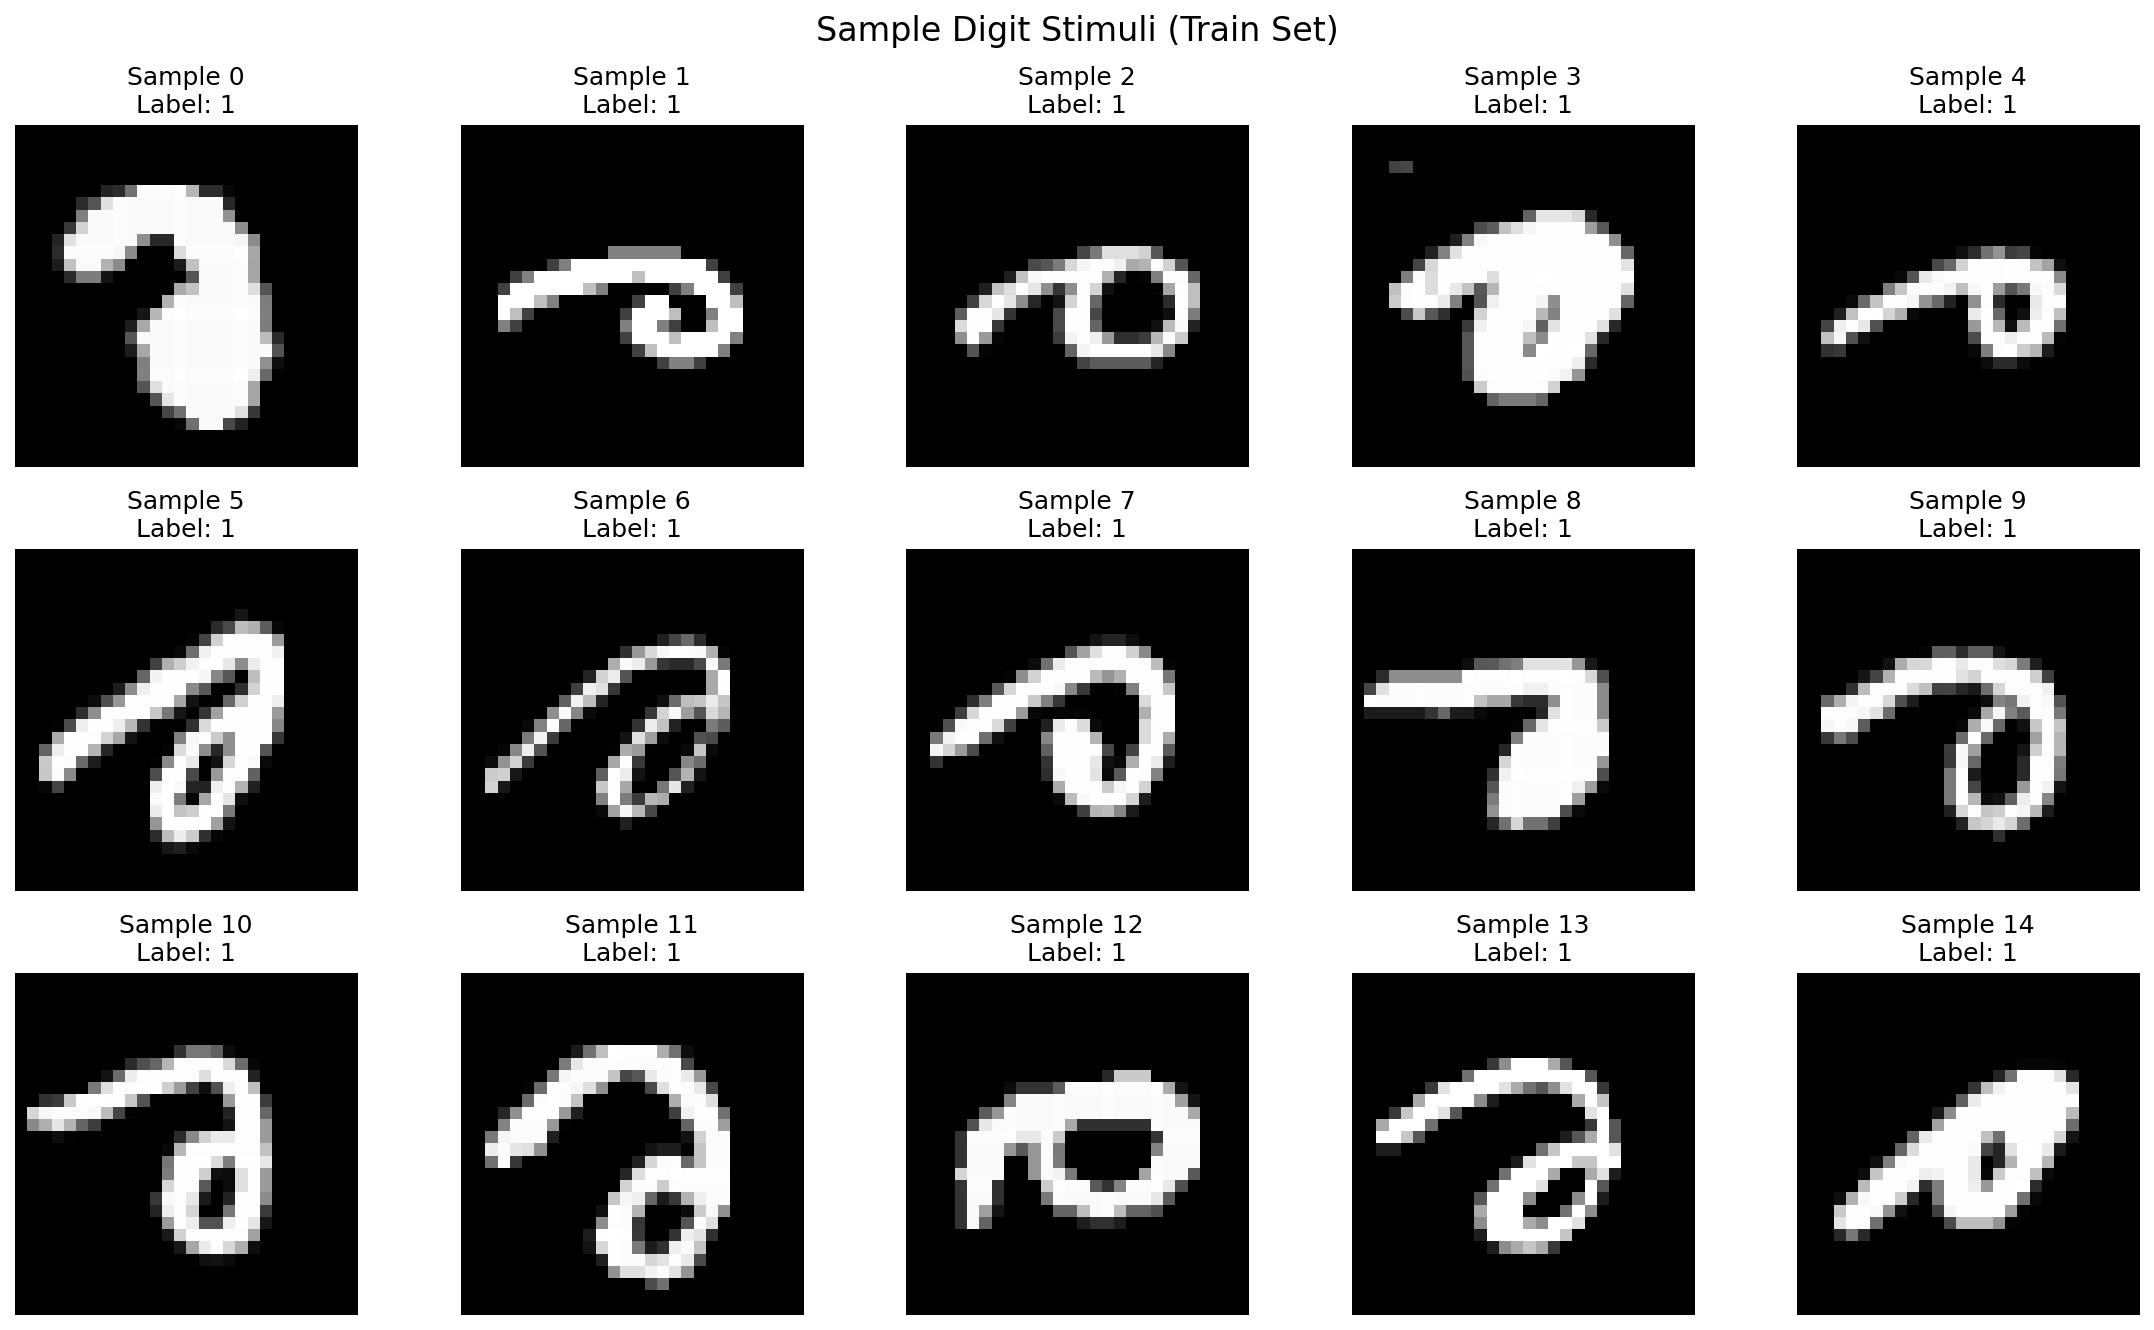 Sample Digit Stimuli (Train Set)
Sample 0 Sample 1 Sample 2 Sample 3 Sample 4
Label: 1 Label: 1 Label: 1 Label: 1 Label: 1
Sample 5 Sample 6 Sample 7 Sample 8 Sample 9
Label: 1 Label: 1 Label: 1 Label: 1 Label: 1
Sample 10 Sample 11 Sample 12 Sample 13 Sample 14
Label: 1 Label: 1 Label: 1 Label: 1 Label: 1